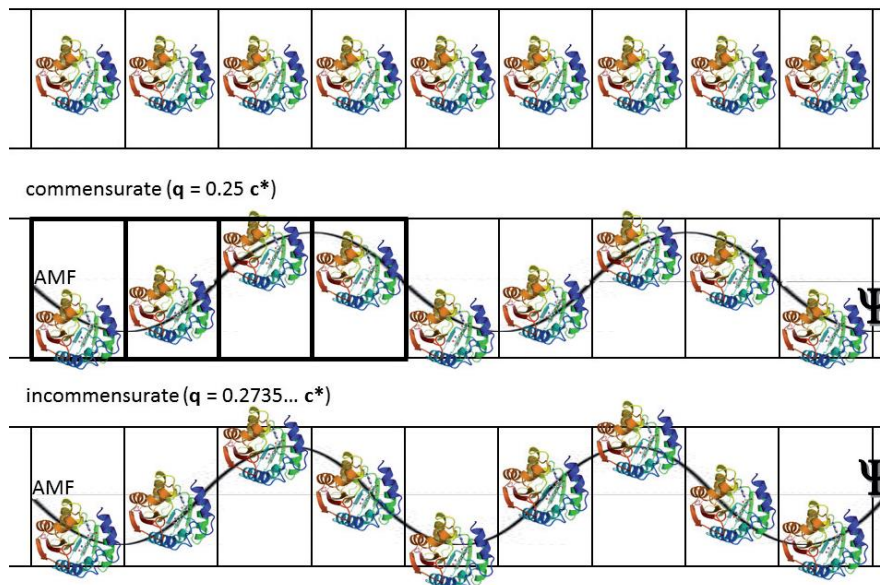 commensurate (q = 0.25 c*)
AMF
Ψ
incommensurate (q = 0.2735... c*)
AMF
Ψ